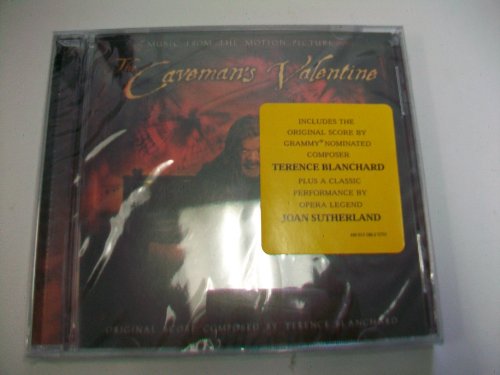 MUSIC FROM THE MOTION PICTURE
The Caveman's Valentine
INCLUDES THE
ORIGINAL SCORE BY
GRAMMY® NOMINATED
COMPOSER
TERENCE BLANCHARD
PLUS A CLASSIC
PERFORMANCE BY
OPERA LEGEND
JOAN SUTHERLAND
ORIGINAL SCORE COMPOSED BY TERENCE BLANCHARD